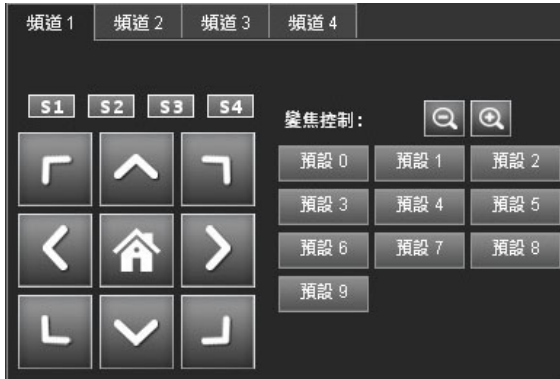 頻道 1 頻道 2 頻道 3 頻道 4
S1 S2 S3 S4
變焦控制:
預設 0 預設 1 預設 2
預設 3 預設 4 預設 5
預設 6 預設 7 預設 8
預設 9